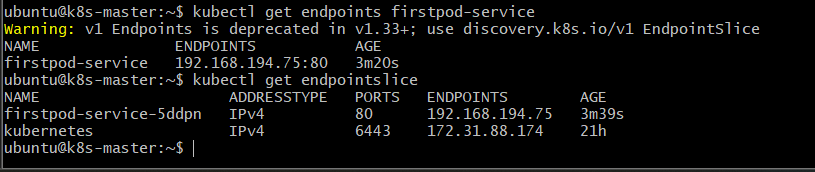 ubuntu@k8s-master:~$ kubectl get endpoints firstpod-service
Warning: v1 Endpoints is deprecated in v1.33+; use discovery.k8s.io/v1 EndpointSlice
NAME ENDPOINTS AGE
firstpod-service 192.168.194.75:80 3m20s
ubuntu@k8s-master:~$ kubectl get endpointslice
NAME ADDRESSTYPE PORTS ENDPOINTS AGE
firstpod-service-5ddpn IPv4 80 192.168.194.75 3m39s
kubernetes IPv4 6443 172.31.88.174 21h
ubuntu@k8s-master:~$